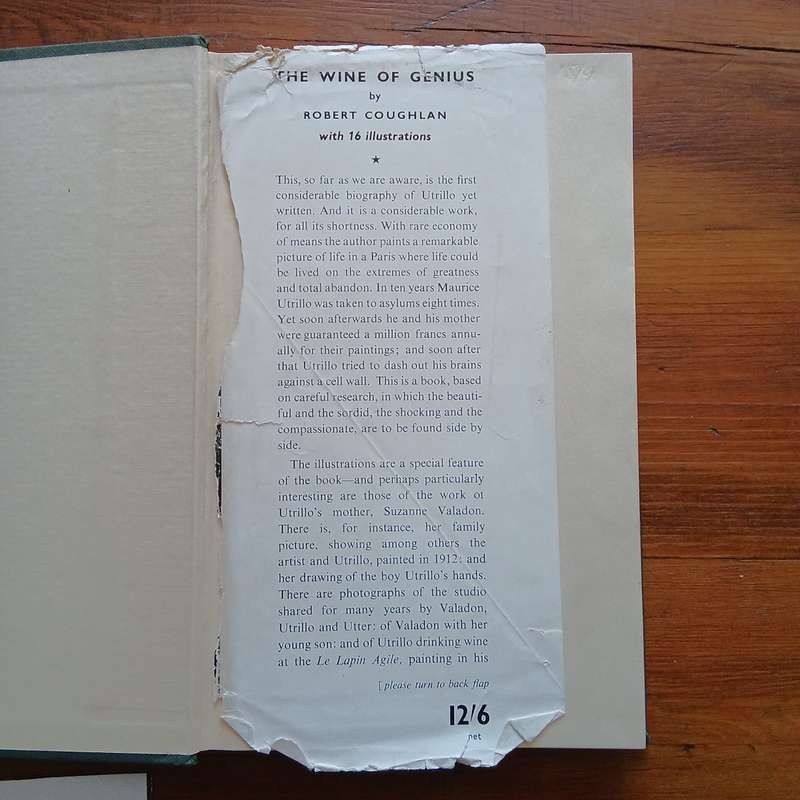 THE WINE OF GENIUS
by
ROBERT COUGHLAN
with 16 illustrations
★
This, so far as we are aware, is the first
considerable biography of Utrillo yet
written. And it is a considerable work,
for all its shortness. With rare economy
of means the author paints a remarkable
picture of life in a Paris where life could
be lived on the extremes of greatness
and total abandon. In ten years Maurice
Utrillo was taken to asylums eight times.
Yet soon afterwards he and his mother
were guaranteed a million francs annu-
ally for their paintings; and soon after
that Utrillo tried to dash out his brains
against a cell wall. This is a book, based
on careful research, in which the beauti-
ful and the sordid, the shocking and the
compassionate, are to be found side by
side.
The illustrations are a special feature
of the book—and perhaps particularly
interesting are those of the work of
Utrillo's mother, Suzanne Valadon.
There is, for instance, her family
picture, showing among others the
artist and Utrillo, painted in 1912: and
her drawing of the boy Utrillo's hands.
There are photographs of the studio
shared for many years by Valadon,
Utrillo and Utter: of Valadon with her
young son: and of Utrillo drinking wine
at the Le Lapin Agile, painting in his
[please turn to back flap
12/6
net